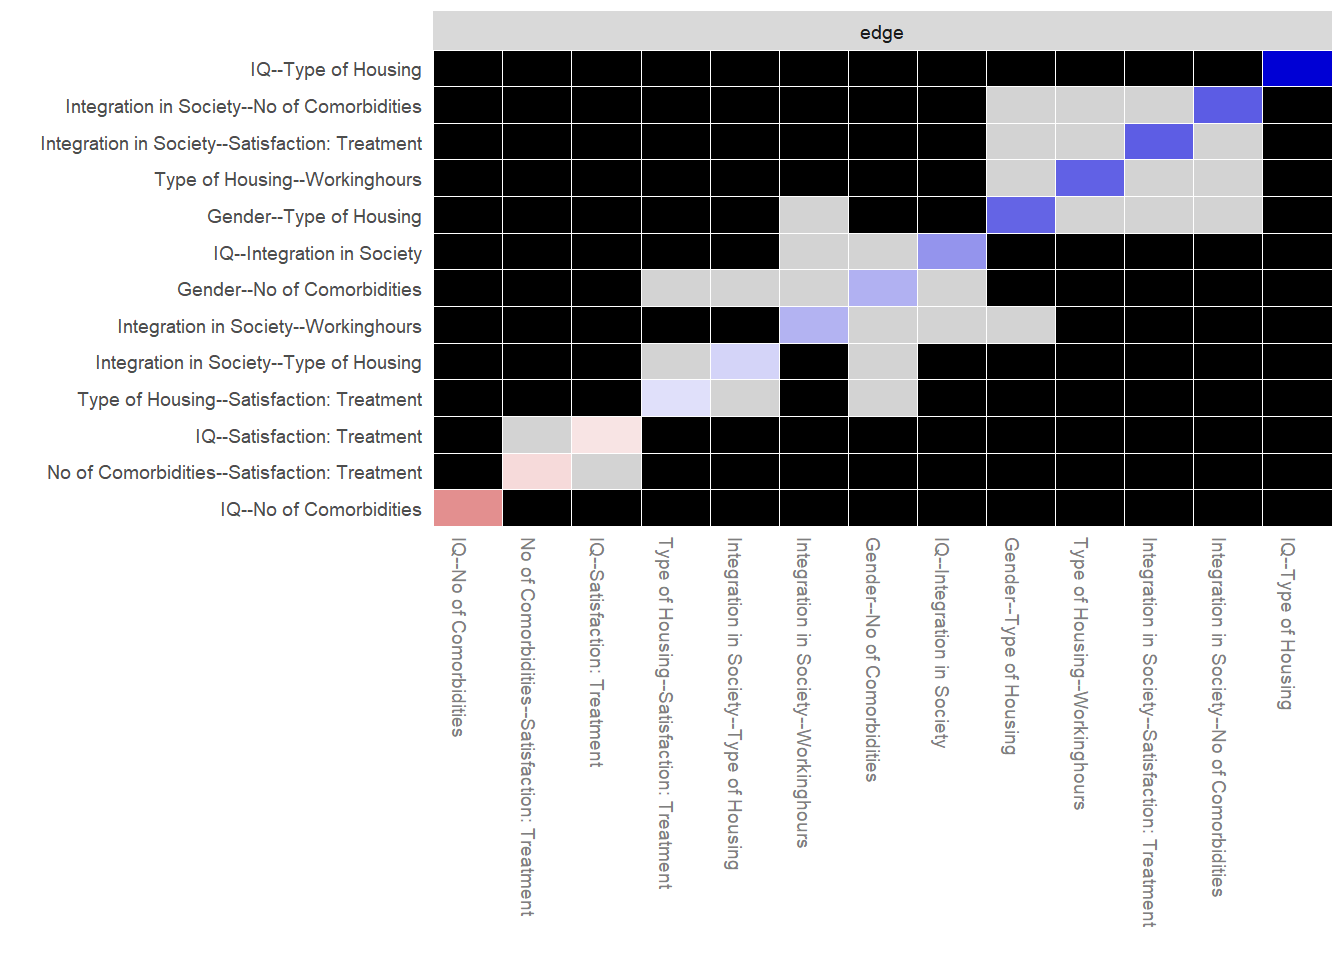 edge
IQ--Type of Housing
Integration in Society--No of Comorbidities
Integration in Society--Satisfaction: Treatment
Type of Housing--Workinghours
Gender--Type of Housing
IQ--Integration in Society
Gender--No of Comorbidities
Integration in Society--Workinghours
Integration in Society--Type of Housing
Type of Housing--Satisfaction: Treatment
IQ--Satisfaction: Treatment
No of Comorbidities--Satisfaction: Treatment
IQ--No of Comorbidities
IQ--No of Comorbidities
No of Comorbidities--Satisfaction: Treatment
IQ--Satisfaction: Treatment
Type of Housing--Satisfaction: Treatment
Integration in Society--Type of Housing
Integration in Society--Workinghours
Gender--No of Comorbidities
IQ--Integration in Society
Gender--Type of Housing
Type of Housing--Workinghours
Integration in Society--Satisfaction: Treatment
Integration in Society--No of Comorbidities
IQ--Type of Housing